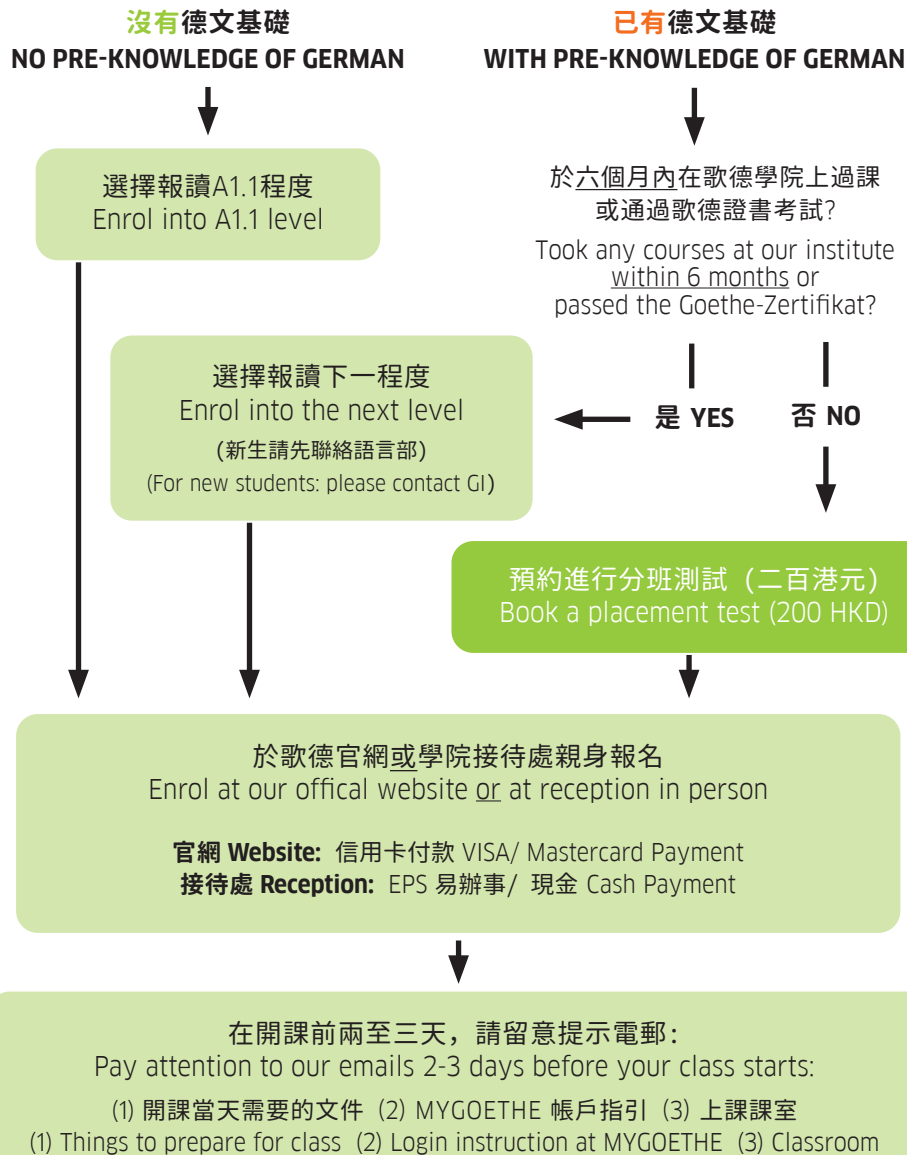 沒有德文基礎
NO PRE-KNOWLEDGE OF GERMAN
已有德文基礎
WITH PRE-KNOWLEDGE OF GERMAN
選擇報讀A1.1程度
Enrol into A1.1 level
於六個月內在歌德學院上過課
或通過歌德證書考試?
Took any courses at our institute
within 6 months or
passed the Goethe-Zertifikat?
選擇報讀下一程度
Enrol into the next level
(新生請先聯絡語言部)
(For new students: please contact GI)
是 YES
否 NO
預約進行分班測試 (二百港元)
Book a placement test (200 HKD)
於歌德官網或學院接待處親身報名
Enrol at our offical website or at reception in person
官網 Website: 信用卡付款 VISA/ Mastercard Payment
接待處 Reception: EPS 易辦事/ 現金 Cash Payment
在開課前兩至三天，請留意提示電郵:
Pay attention to our emails 2-3 days before your class starts:
(1) 開課當天需要的文件 (2) MYGOETHE 帳戶指引 (3) 上課課室
(1) Things to prepare for class (2) Login instruction at MYGOETHE (3) Classroom